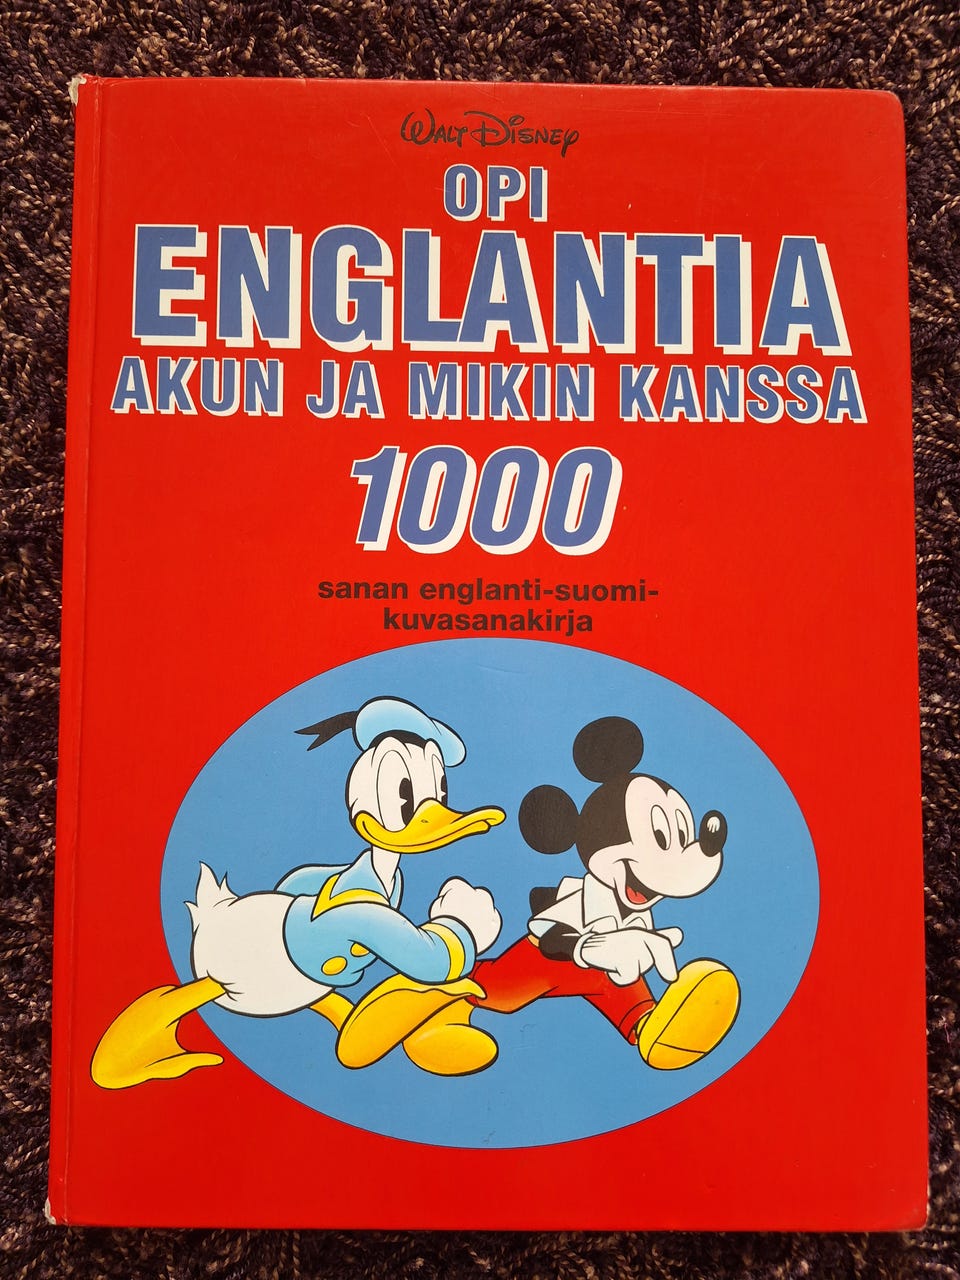 Walt Disney
OPI
ENGLANTIA
AKUN JA MIKIN KANSSA
1000
sanan englanti-suomi-
kuvasanakirja